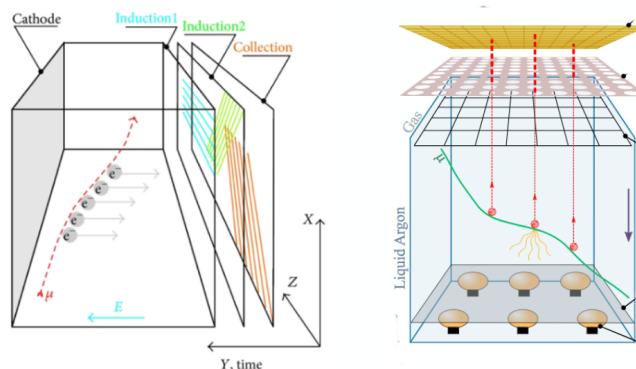 Cathode
Induction1
Induction2
Collection
e⁻
e⁻
e⁻
e⁻
e⁻
μ
E
X
Z
Y, time
Gas
μ
Liquid Argon